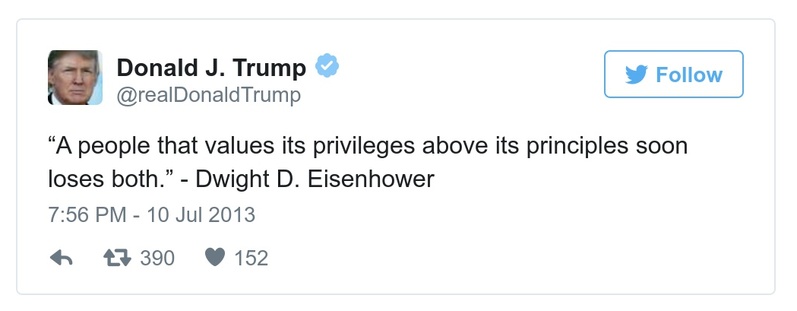 Donald J. Trump
@realDonaldTrump
Follow
“A people that values its privileges above its principles soon
loses both.” - Dwight D. Eisenhower
7:56 PM - 10 Jul 2013
390 152